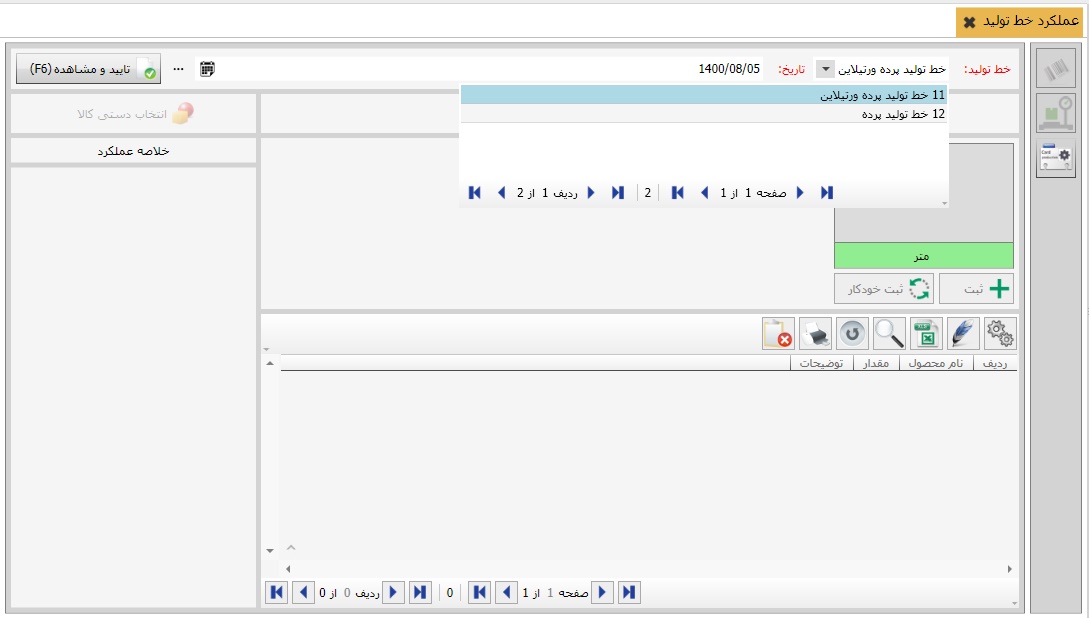 عملکرد خط تولید
خط تولید: خط تولید پرده ورتیلاین تاریخ: 1400/08/05 ... تایید و مشاهده (F6)
11 خط تولید پرده ورتیلاین
12 خط تولید پرده
صفحه 1 از 1 2 ردیف 1 از 2
انتخاب دستی کالا
خلاصه عملکرد
متر
ثبت
ثبت خودکار
ردیف نام محصول مقدار توضیحات
صفحه 1 از 1 0 ردیف 0 از 0